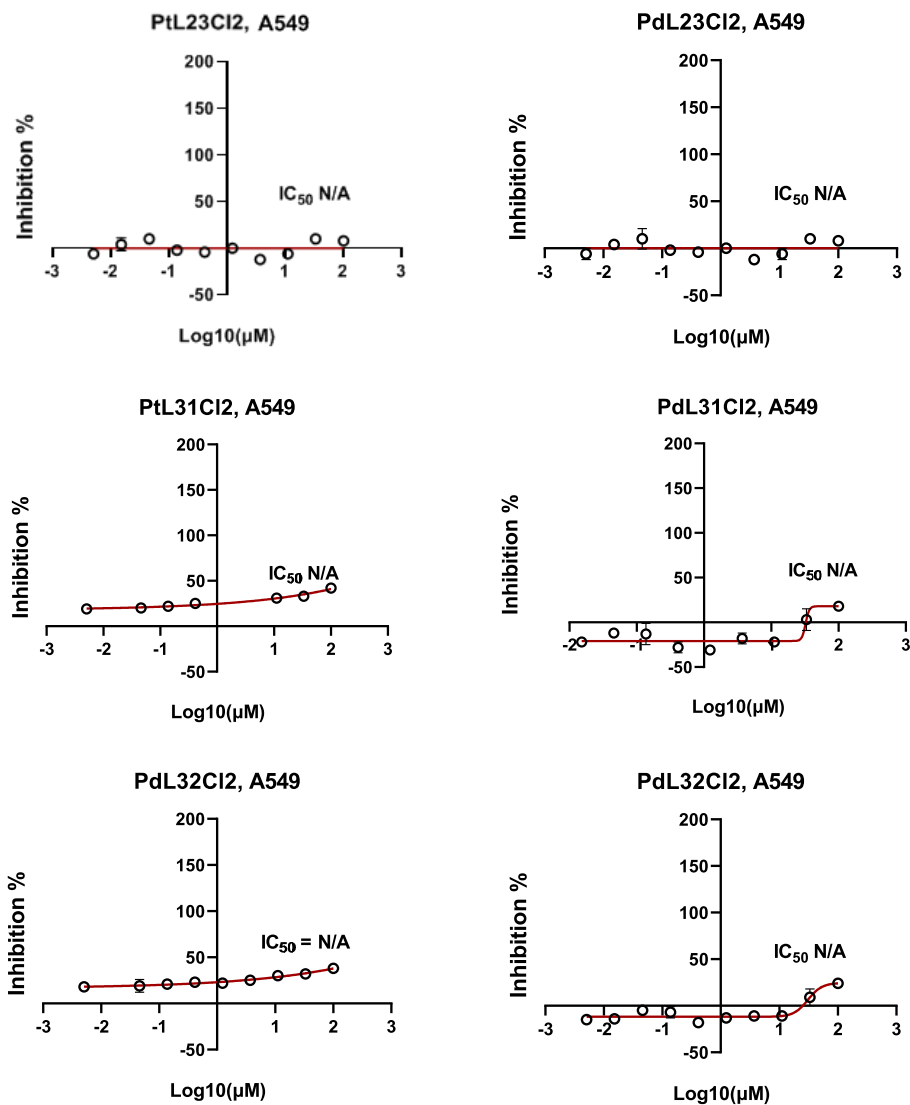 PtL23Cl2, A549
200
150
100
50
-50
-3
-2
-1
1
2
3
Inhibition %
IC50 N/A
Log10(µM)
PdL23Cl2, A549
200
150
100
50
-50
-3
-2
-1
1
2
3
Inhibition %
IC50 N/A
Log10(µM)
PtL31Cl2, A549
200
150
100
50
-50
-3
-2
-1
1
2
3
Inhibition %
IC50 N/A
Log10(µM)
PdL31Cl2, A549
200
150
100
50
-50
-2
-1
1
2
3
Inhibition %
IC50 N/A
Log10(µM)
PdL32Cl2, A549
200
150
100
50
-50
-3
-2
-1
1
2
3
Inhibition %
IC50 = N/A
Log10(µM)
PdL32Cl2, A549
200
150
100
50
-50
-3
-2
-1
1
2
3
Inhibition %
IC50 N/A
Log10(µM)